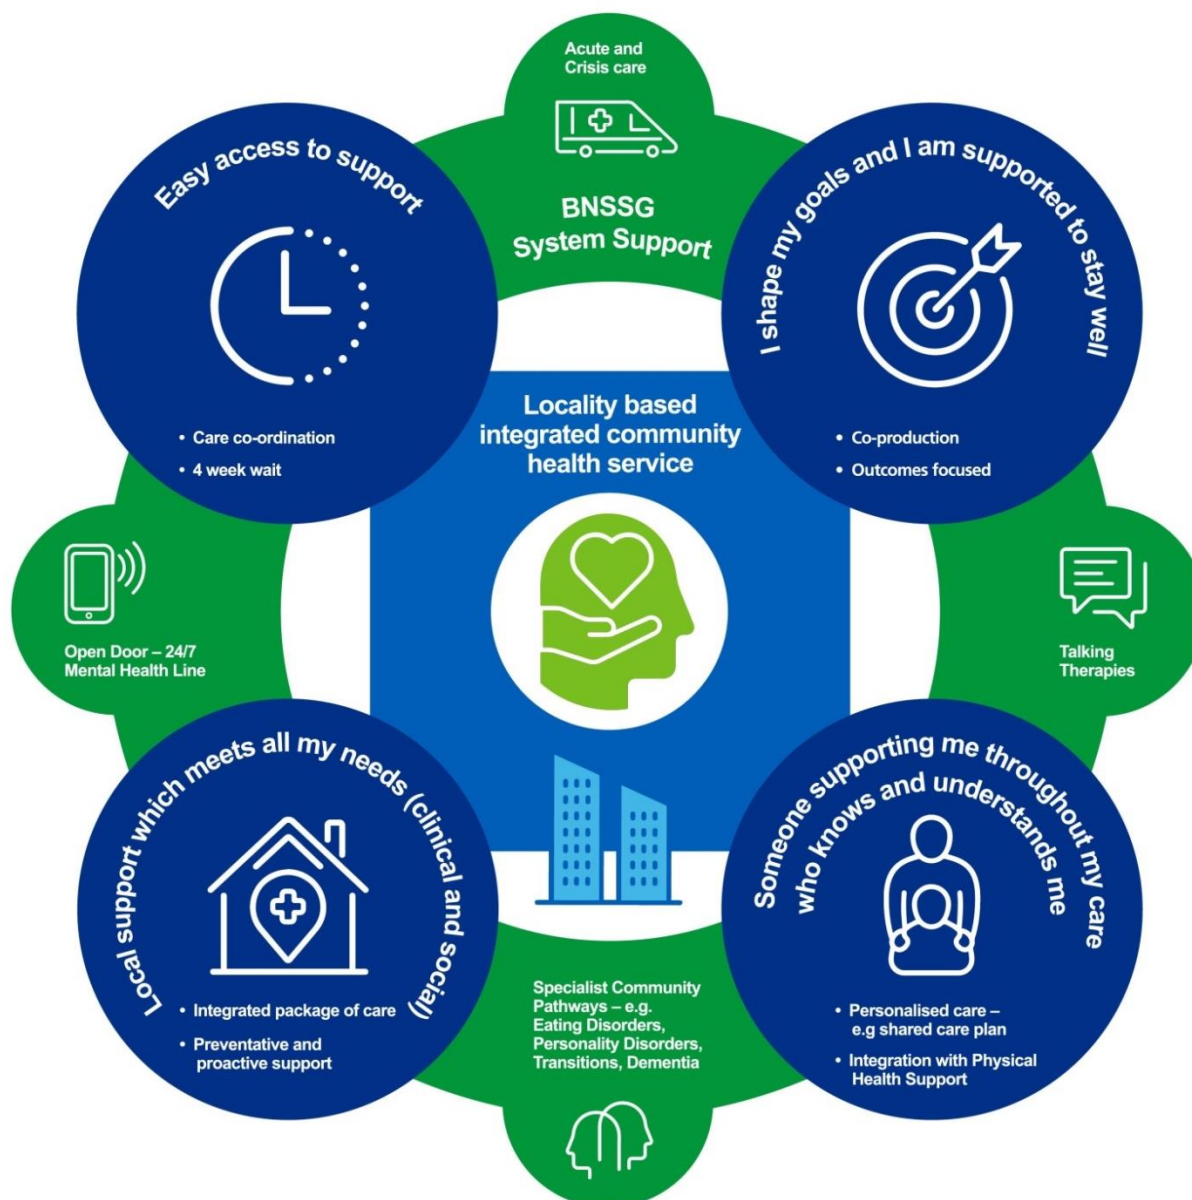 Acute and
Crisis care
BNSSG
System Support
Easy access to support
• Care co-ordination
• 4 week wait
I shape my goals and I am supported to stay well
• Co-production
• Outcomes focused
Locality based
integrated community
health service
Open Door – 24/7
Mental Health Line
Talking
Therapies
Local support which meets all my needs (clinical and social)
• Integrated package of care
• Preventative and
proactive support
Someone supporting me throughout my care
who knows and understands me
• Personalised care –
e.g shared care plan
• Integration with Physical
Health Support
Specialist Community
Pathways – e.g.
Eating Disorders,
Personality Disorders,
Transitions, Dementia